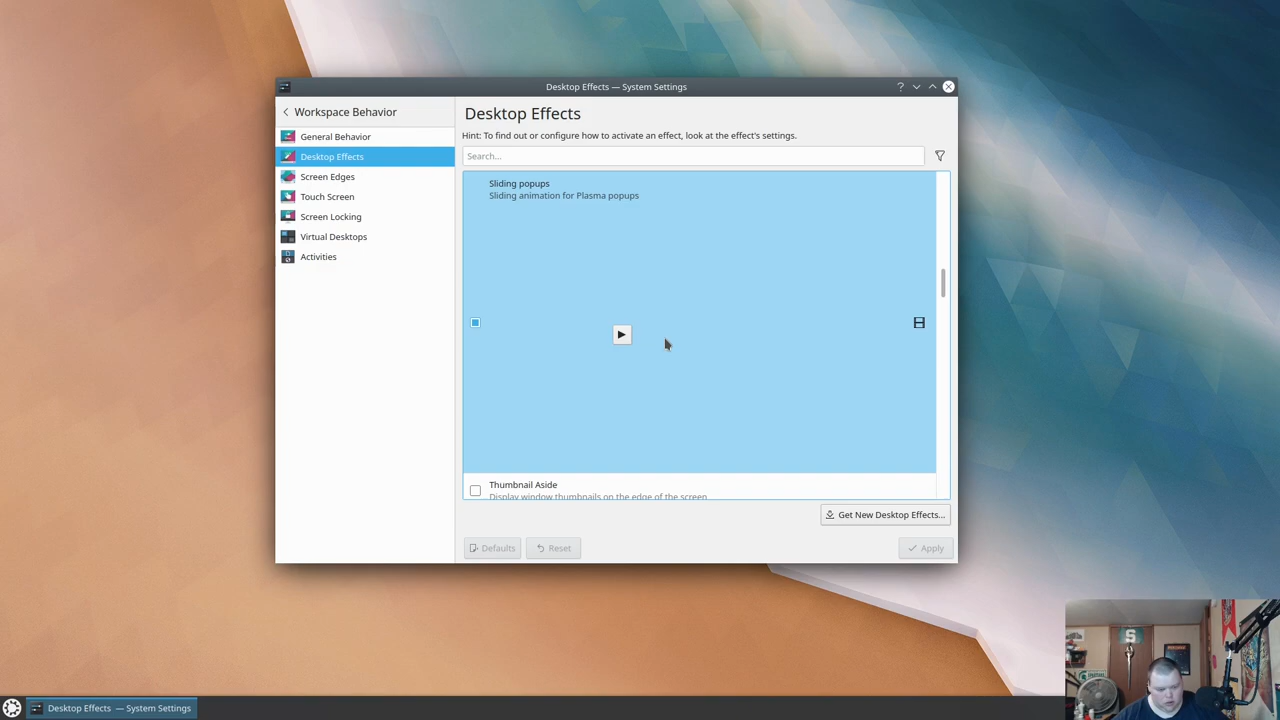 Desktop Effects — System Settings
Workspace Behavior
General Behavior
Desktop Effects
Screen Edges
Touch Screen
Screen Locking
Virtual Desktops
Activities
Desktop Effects
Hint: To find out or configure how to activate an effect, look at the effect's settings.
Search...
Sliding popups
Sliding animation for Plasma popups
Thumbnail Aside
Display window thumbnails on the edge of the screen
Get New Desktop Effects...
Defaults
Reset
Apply
S
Desktop Effects — System Settings